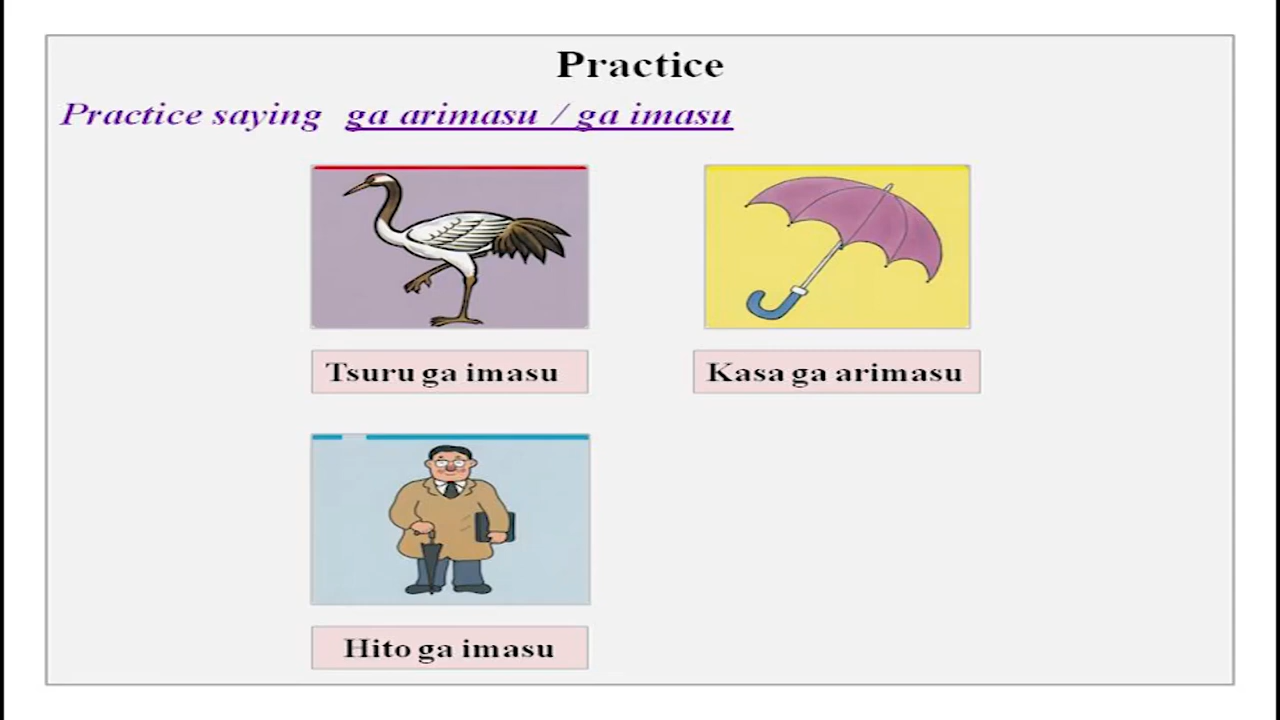 Practice
Practice saying ga arimasu / ga imasu
Tsuru ga imasu
Kasa ga arimasu
Hito ga imasu